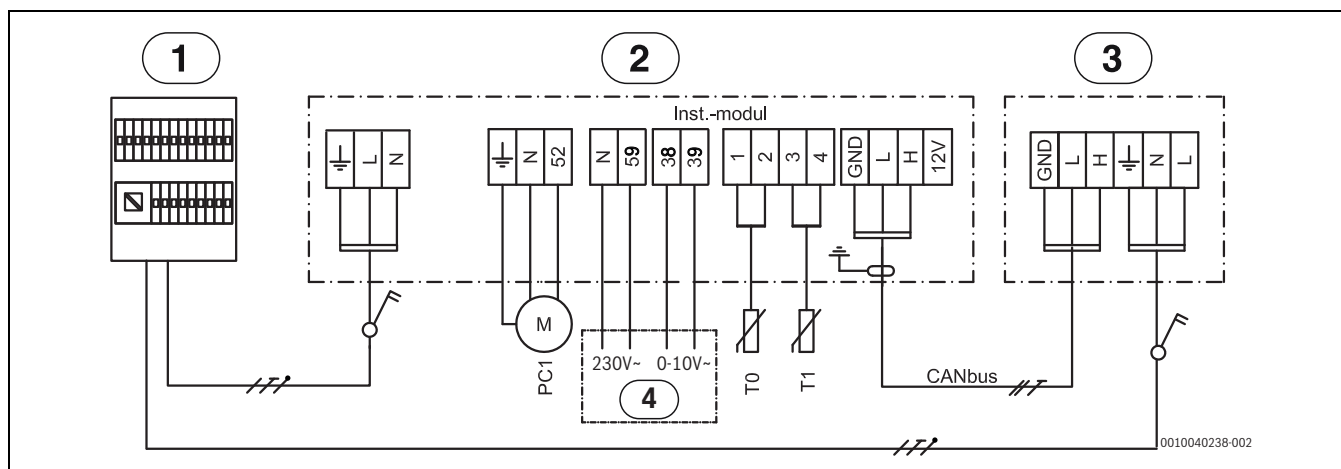 1 2 3
Inst.-modul
L N
N 52
N 59
38 39
1 2
3 4
GND L H 12V
GND L H N L
M
PC1
230V~ 0-10V~
4
T0
T1
CANbus
0010040238-002